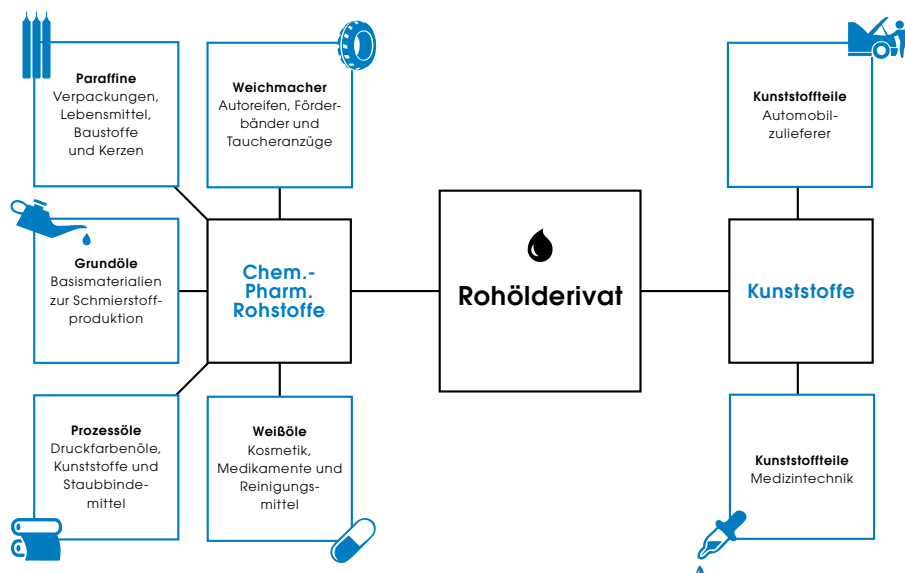 Paraffine
Verpackungen,
Lebensmittel,
Baustoffe
und Kerzen
Weichmacher
Autoreifen, Förder-
bänder und
Taucheranzüge
Kunststoffteile
Automobil-
zulieferer
Grundöle
Basismaterialien
zur Schmierstoff-
produktion
Chem.-
Pharm.
Rohstoffe
Rohölderivat
Kunststoffe
Prozessöle
Druckfarbenöle,
Kunststoffe und
Staubbinde-
mittel
Weißöle
Kosmetik,
Medikamente und
Reinigungs-
mittel
Kunststoffteile
Medizintechnik